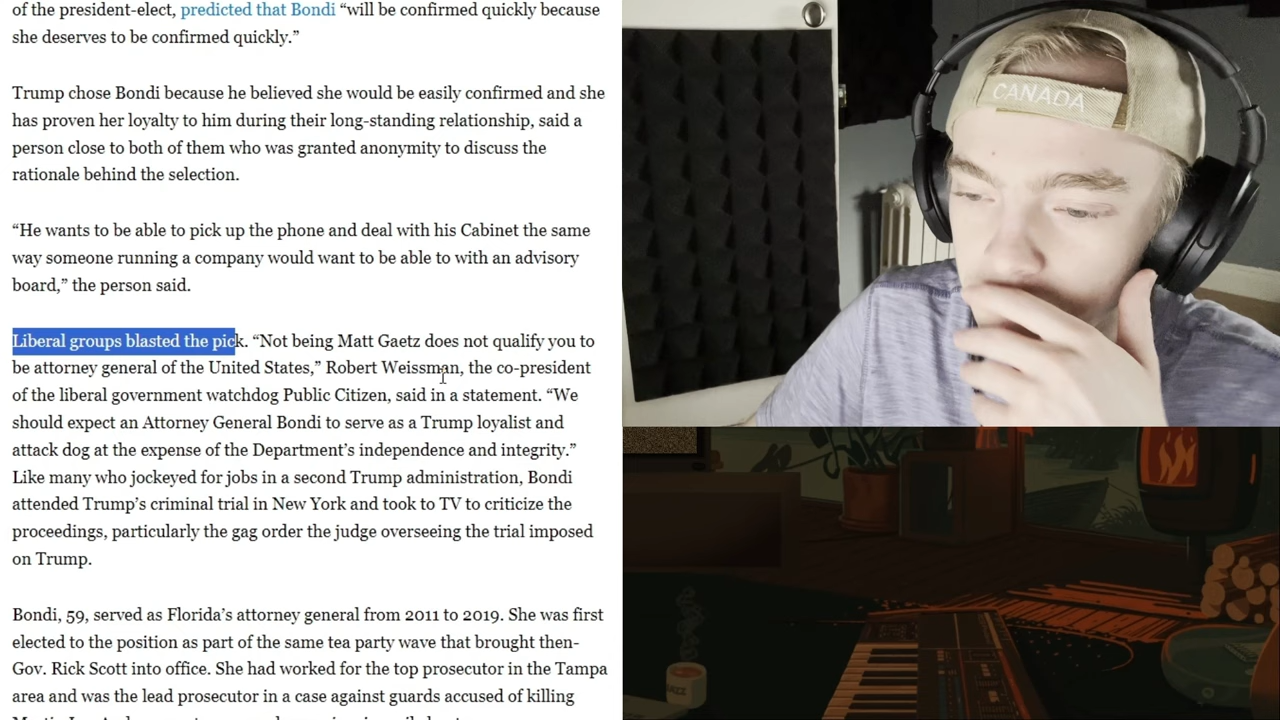 of the president-elect, predicted that Bondi “will be confirmed quickly because
she deserves to be confirmed quickly.”
Trump chose Bondi because he believed she would be easily confirmed and she
has proven her loyalty to him during their long-standing relationship, said a
person close to both of them who was granted anonymity to discuss the
rationale behind the selection.
“He wants to be able to pick up the phone and deal with his Cabinet the same
way someone running a company would want to be able to with an advisory
board,” the person said.
Liberal groups blasted the pick. “Not being Matt Gaetz does not qualify you to
be attorney general of the United States,” Robert Weissman, the co-president
of the liberal government watchdog Public Citizen, said in a statement. “We
should expect an Attorney General Bondi to serve as a Trump loyalist and
attack dog at the expense of the Department’s independence and integrity.”
Like many who jockeyed for jobs in a second Trump administration, Bondi
attended Trump’s criminal trial in New York and took to TV to criticize the
proceedings, particularly the gag order the judge overseeing the trial imposed
on Trump.
Bondi, 59, served as Florida’s attorney general from 2011 to 2019. She was first
elected to the position as part of the same tea party wave that brought then-
Gov. Rick Scott into office. She had worked for the top prosecutor in the Tampa
area and was the lead prosecutor in a case against guards accused of killing
CANADA
JAZZ